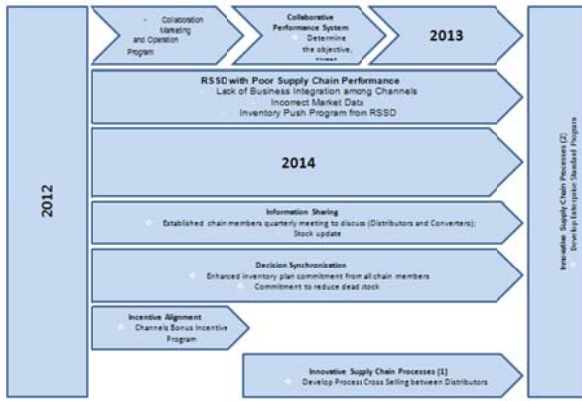 2012
Collaboration
Marketing
and Operation
Program
Collaborative
Performance System
Determine
the objective,
2013
RSSD with Poor Supply Chain Performance
Lack of Business Integration among Channels
Incorrect Market Data
Inventory Push Program from RSSD
2014
Information Sharing
Established chain members quarterly meeting to discuss (Distributors and Converters);
Stock update
Decision Synchronization
Enhanced inventory plan commitment from all chain members
Commitment to reduce dead stock
Incentive Alignment
Channels Bonus Incentive
Program
Innovative Supply Chain Processes (1)
Develop Process Cross Selling between Distributors
Innovative Supply Chain Processes (2)
Develop Enterprise Standard Program